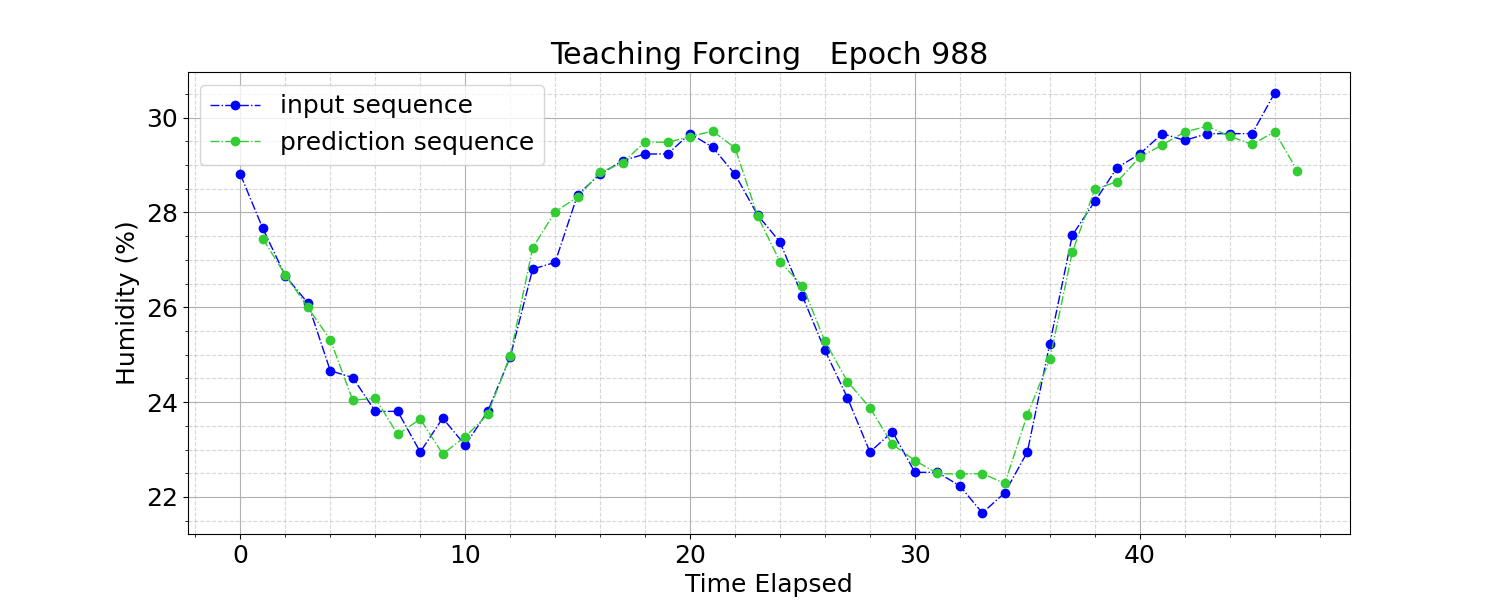 Teaching Forcing   Epoch 988
input sequence
prediction sequence
Humidity (%)
30
28
26
24
22
0 10 20 30 40
Time Elapsed